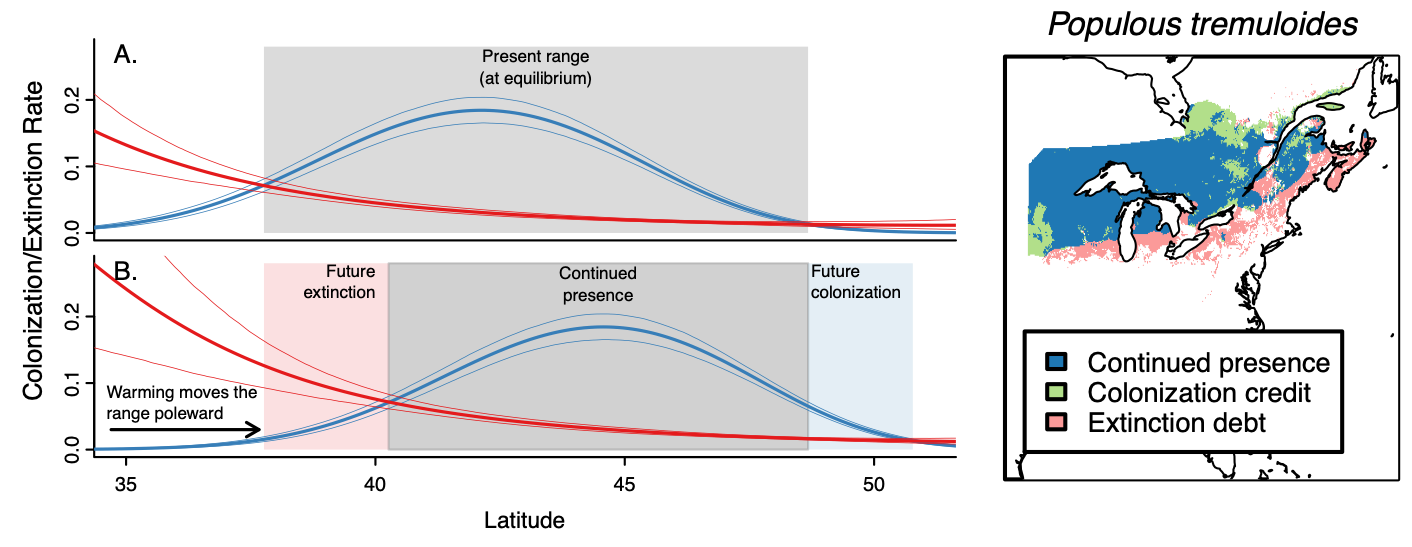 A.
Present range
(at equilibrium)
0.2
0.1
0.0
Colonization/Extinction Rate
B.
Future
extinction
Continued
presence
Future
colonization
0.2
0.1
0.0
Warming moves the
range poleward
35
40
45
50
Latitude
Populous tremuloides
Continued presence
Colonization credit
Extinction debt